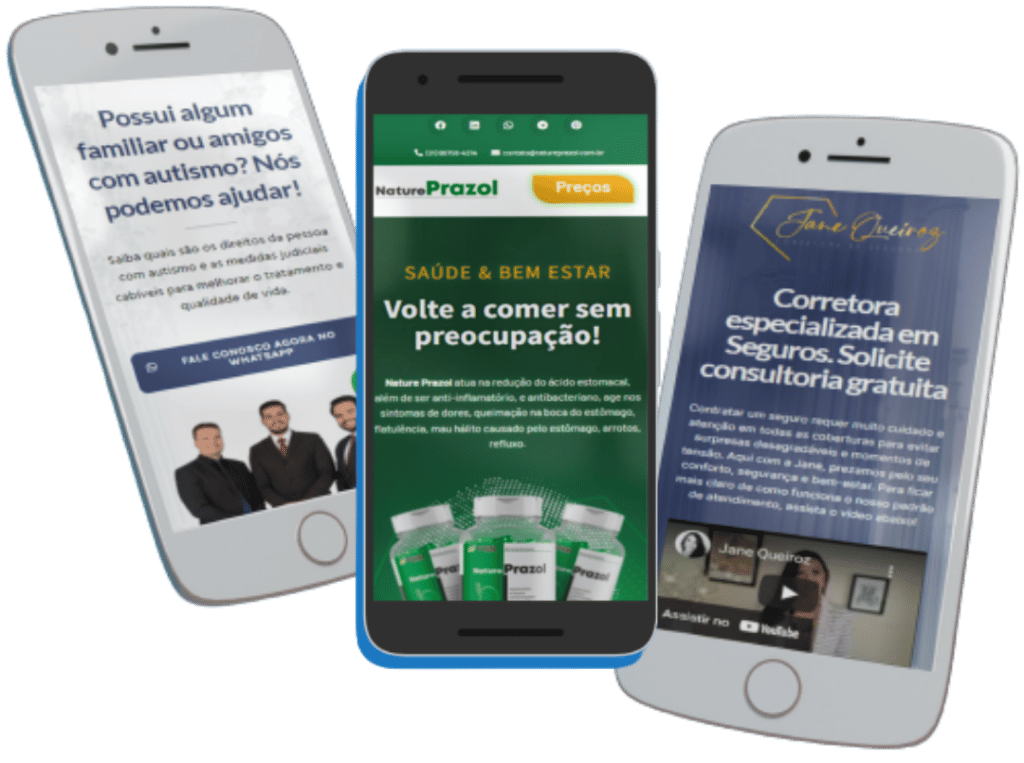 Possui algum
familiar ou amigos
com autismo? Nós
podemos ajudar!
Saiba quais são os direitos da pessoa
com autismo e as medidas judiciais
cabíveis para melhorar o tratamento e
qualidade de vida.
FALE CONOSCO AGORA NO
WHATSAPP
contato@natureprazol.com.br
NaturePrazol
Preços
SAÚDE & BEM ESTAR
Volte a comer sem
preocupação!
Nature Prazol atua na redução do ácido estomacal,
além de ser anti-inflamatório, e antibacteriano, age nos
sintomas de dores, queimação na boca do estômago,
flatulência, mau hálito causado pelo estômago, arrotos,
refluxo.
Nature Prazol
Nature Prazol
Prazol
Jane Queiroz
Corretora
especializada em
Seguros. Solicite
consultoria gratuita
Contratar um seguro requer muito cuidado e
atenção em todas as coberturas para evitar
surpresas desagradáveis e momentos de
tensão. Aqui com a Jane, prezamos pelo seu
conforto, segurança e bem-estar. Para ficar
mais claro de como funciona o nosso padrão
de atendimento, assista o vídeo abaixo!
Jane Queiroz
Assistir no YouTube